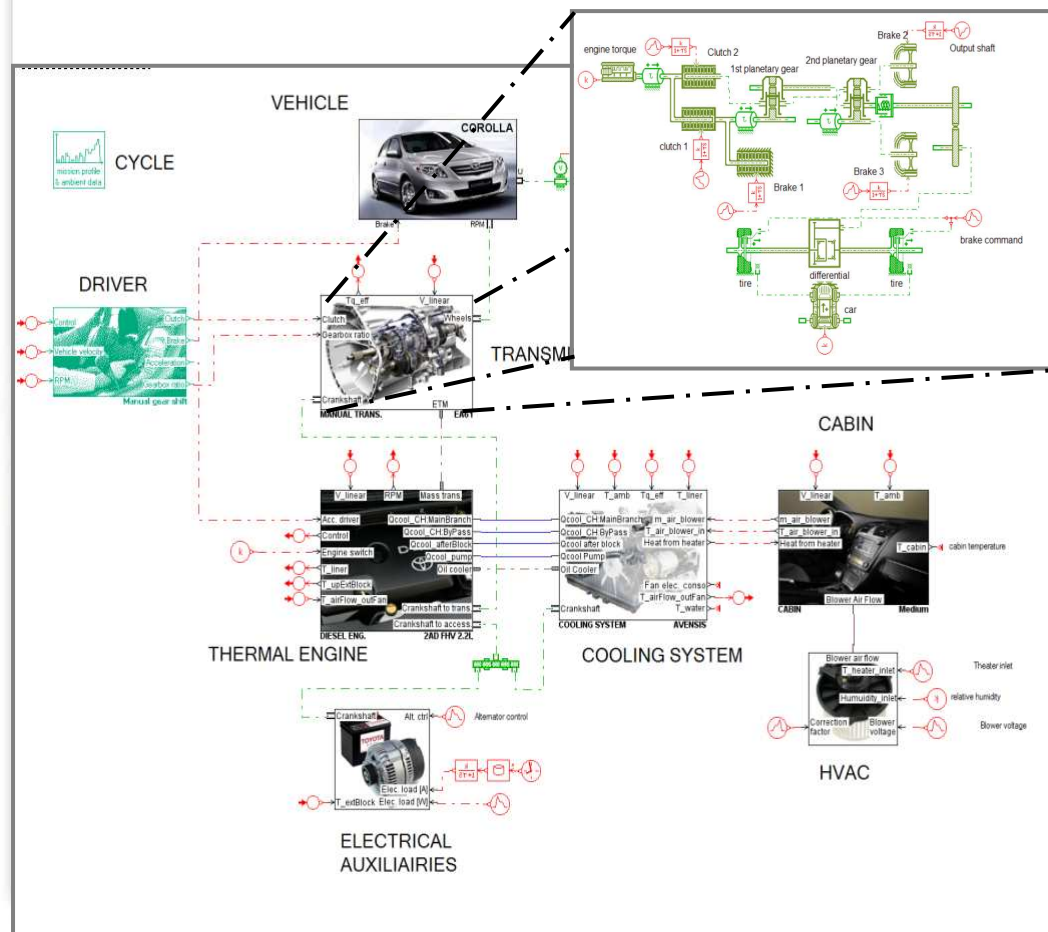 engine torque
Clutch 2
1st planetary gear
2nd planetary gear
Brake 2
Output shaft
k
clutch 1
Brake 1
Brake 3
brake command
tire
differential
tire
car
VEHICLE
COROLLA
Brake
RPM
CYCLE
mission profile
& ambient data
DRIVER
Control
Vehicle velocity
RPM
Clutch
Brake
Acceleration
Gearbox ratio
Manual gear shift
Tq_eff
V_linear
Clutch
Gearbox ratio
Wheels
Crankshaft
ETM
MANUAL TRANS.
TRANSMI
CABIN
V_linear
RPM
Mass trans.
Acc. driver
Control
Engine switch
k
T_liner
T_upExtBlock
T_airFlow_outFan
Qcool_CH:MainBranch
Qcool_CH:ByPass
Qcool_afterBlock
Qcool_pump
Oil cooler
Crankshaft to trans.
Crankshaft to access.
DIESEL ENG.
2AD FHV 2.2L
THERMAL ENGINE
V_linear
T_amb
Tq_eff
T_liner
Qcool_CH:MainBranch
Qcool_CH:ByPass
Qcool after block
Qcool Pump
Oil Cooler
Crankshaft
m_air_blower
T_air_blower_in
Heat from heater
Fan elec. conso
T_airFlow_outFan
T_water
COOLING SYSTEM
AVENSIS
COOLING SYSTEM
V_linear
T_amb
m_air_blower
T_air_blower_in
Heat from heater
T_cabin
cabin temperature
Blower Air Flow
CABIN
Medium
Blower air flow
T_heater_inlet
Theater inlet
Humuidity_inlet
relative humidity
Correction
factor
Blower
voltage
Blower voltage
HVAC
Crankshaft
Alt. ctrl
Alternator control
TOYOTA
Elec. load [A]
T_extBlock
Elec. load [W]
ELECTRICAL
AUXILIAIRIES